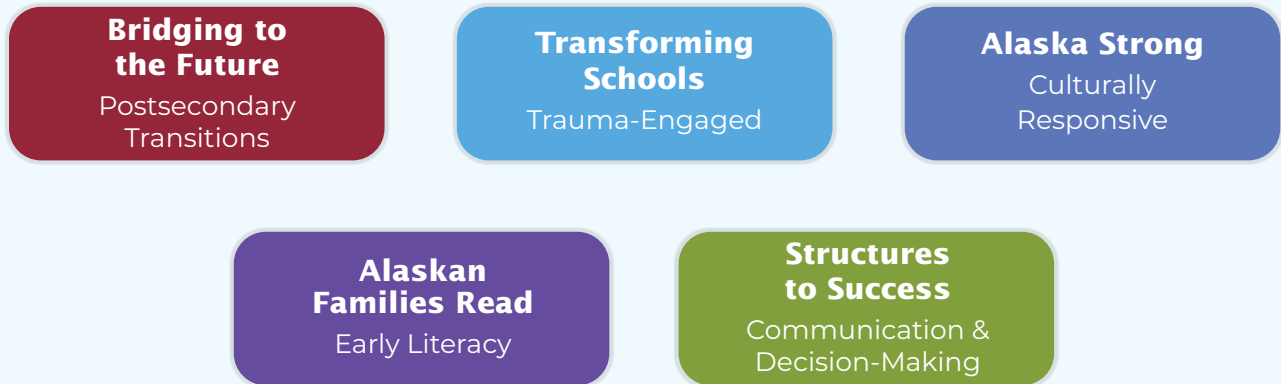 Bridging to
the Future
Postsecondary
Transitions
Transforming
Schools
Trauma-Engaged
Alaska Strong
Culturally
Responsive
Alaskan
Families Read
Early Literacy
Structures
to Success
Communication &
Decision-Making